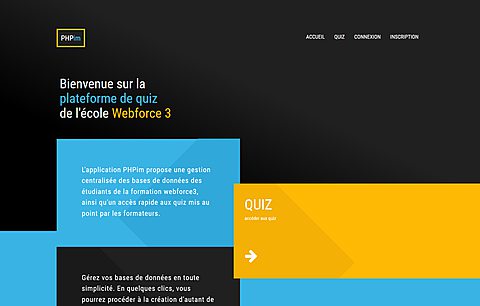 PHPim
ACCUEIL QUIZ CONNEXION INSCRIPTION
Bienvenue sur la
plateforme de quiz
de l'école Webforce 3
L'application PHPim propose une gestion
centralisée des bases de données des
étudiants de la formation webforce3,
ainsi qu'un accès rapide aux quiz mis au
point par les formateurs.
QUIZ
accéder aux quiz
Gérez vos bases de données en toute
simplicité. En quelques clics, vous
pourrez procéder à la création d'autant de